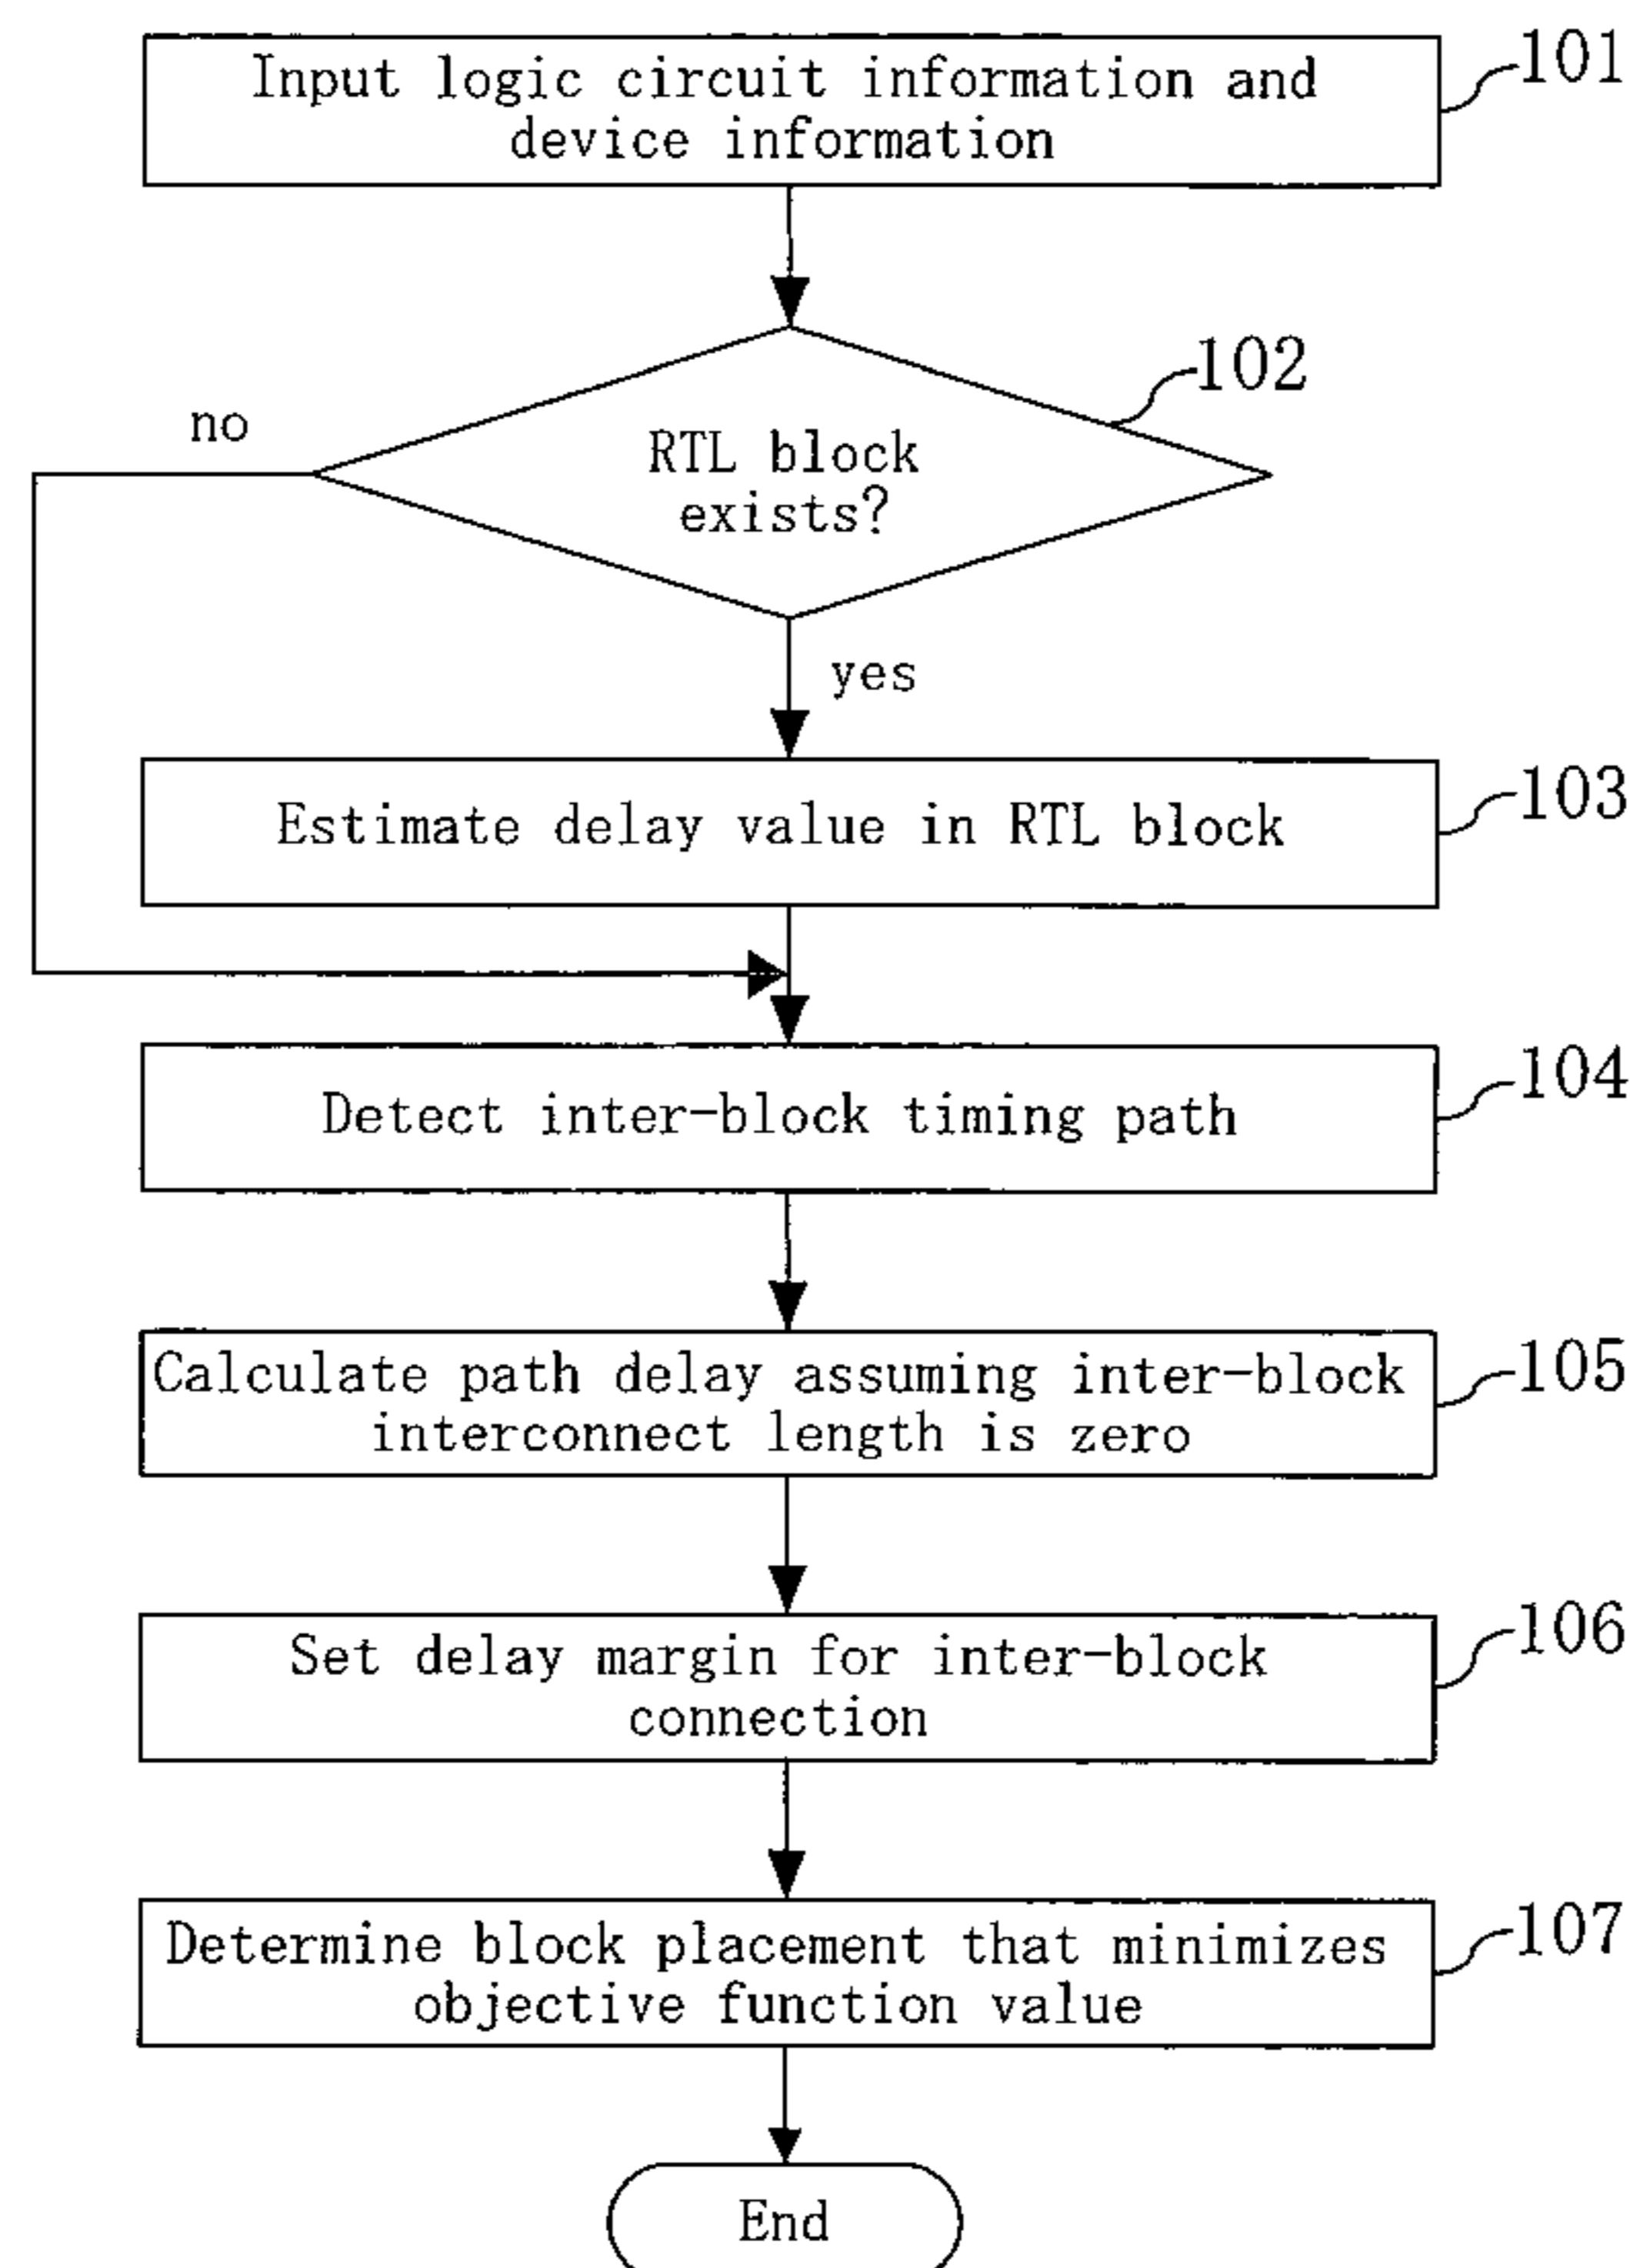 Input logic circuit information and
device information
101
102
no
RTL block
exists?
yes
Estimate delay value in RTL block
103
Detect inter-block timing path
104
Calculate path delay assuming inter-block
interconnect length is zero
105
Set delay margin for inter-block
connection
106
Determine block placement that minimizes
objective function value
107
End